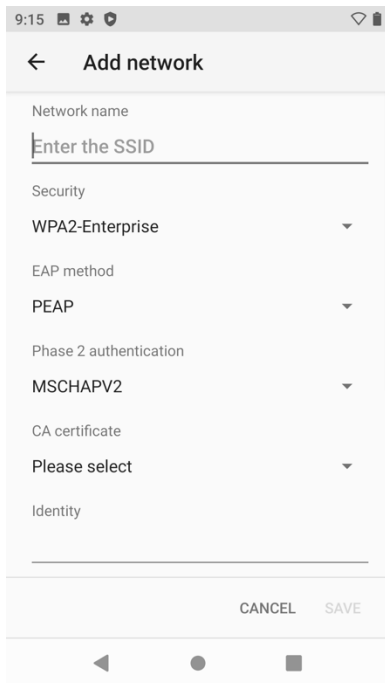 9:15
Add network
Network name
Enter the SSID
Security
WPA2-Enterprise
EAP method
PEAP
Phase 2 authentication
MSCHAPV2
CA certificate
Please select
Identity
CANCEL SAVE